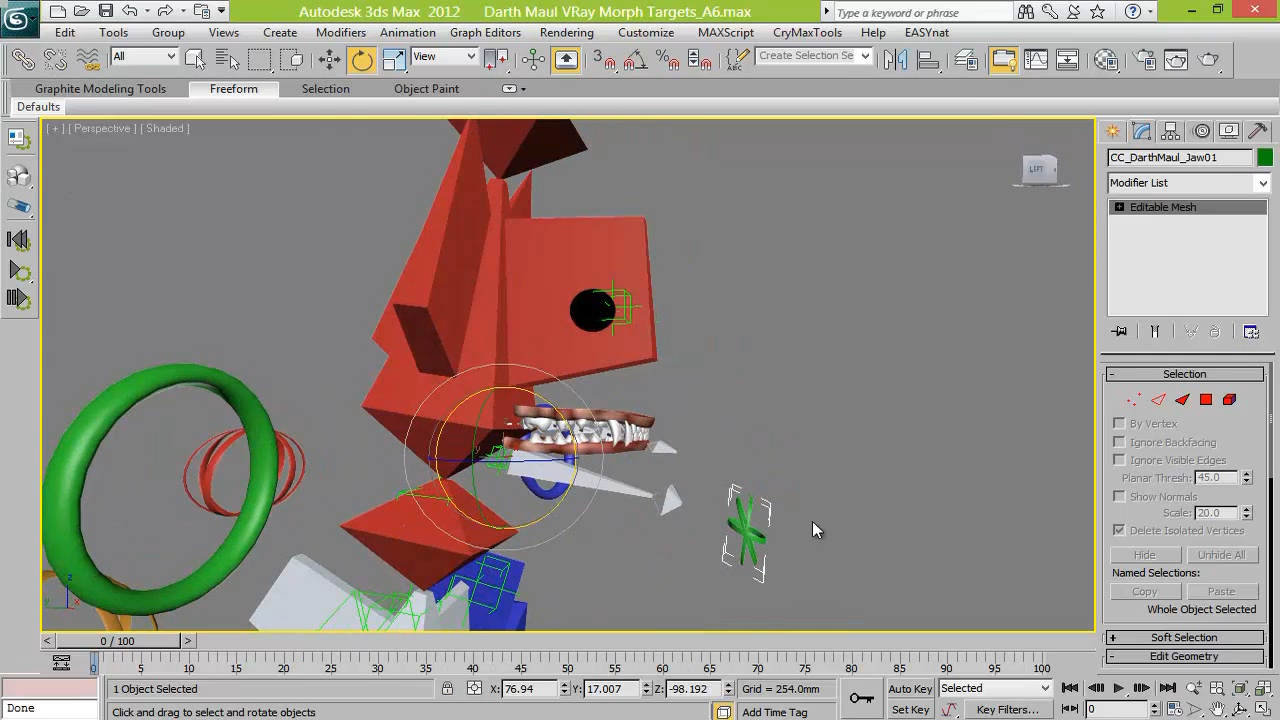 Autodesk 3ds Max 2012 Darth Maul VRay Morph Targets_A6.max
Type a keyword or phrase
Edit Tools Group Views Create Modifiers Animation Graph Editors Rendering Customize MAXScript CryMaxTools Help EASYnat
All View 3 Create Selection Se
Graphite Modeling Tools Freeform Selection Object Paint
Defaults
[ + ] [ Perspective ] [ Shaded ]
LEFT
CC_DarthMaul_Jaw01
Modifier List
Editable Mesh
Selection
By Vertex
Ignore Backfacing
Ignore Visible Edges
Planar Thresh: 45.0
Show Normals
Scale: 20.0
Delete Isolated Vertices
Hide Unhide All
Named Selections:
Copy Paste
Whole Object Selected
Soft Selection
Edit Geometry
z
y x
< 0 / 100 >
0 5 10 15 20 25 30 35 40 45 50 55 60 65 70 75 80 85 90 95 100
1 Object Selected X: 76.94 Y: 17.007 Z: -98.192 Grid = 254.0mm Auto Key Selected
Done Click and drag to select and rotate objects Add Time Tag Set Key Key Filters... 0